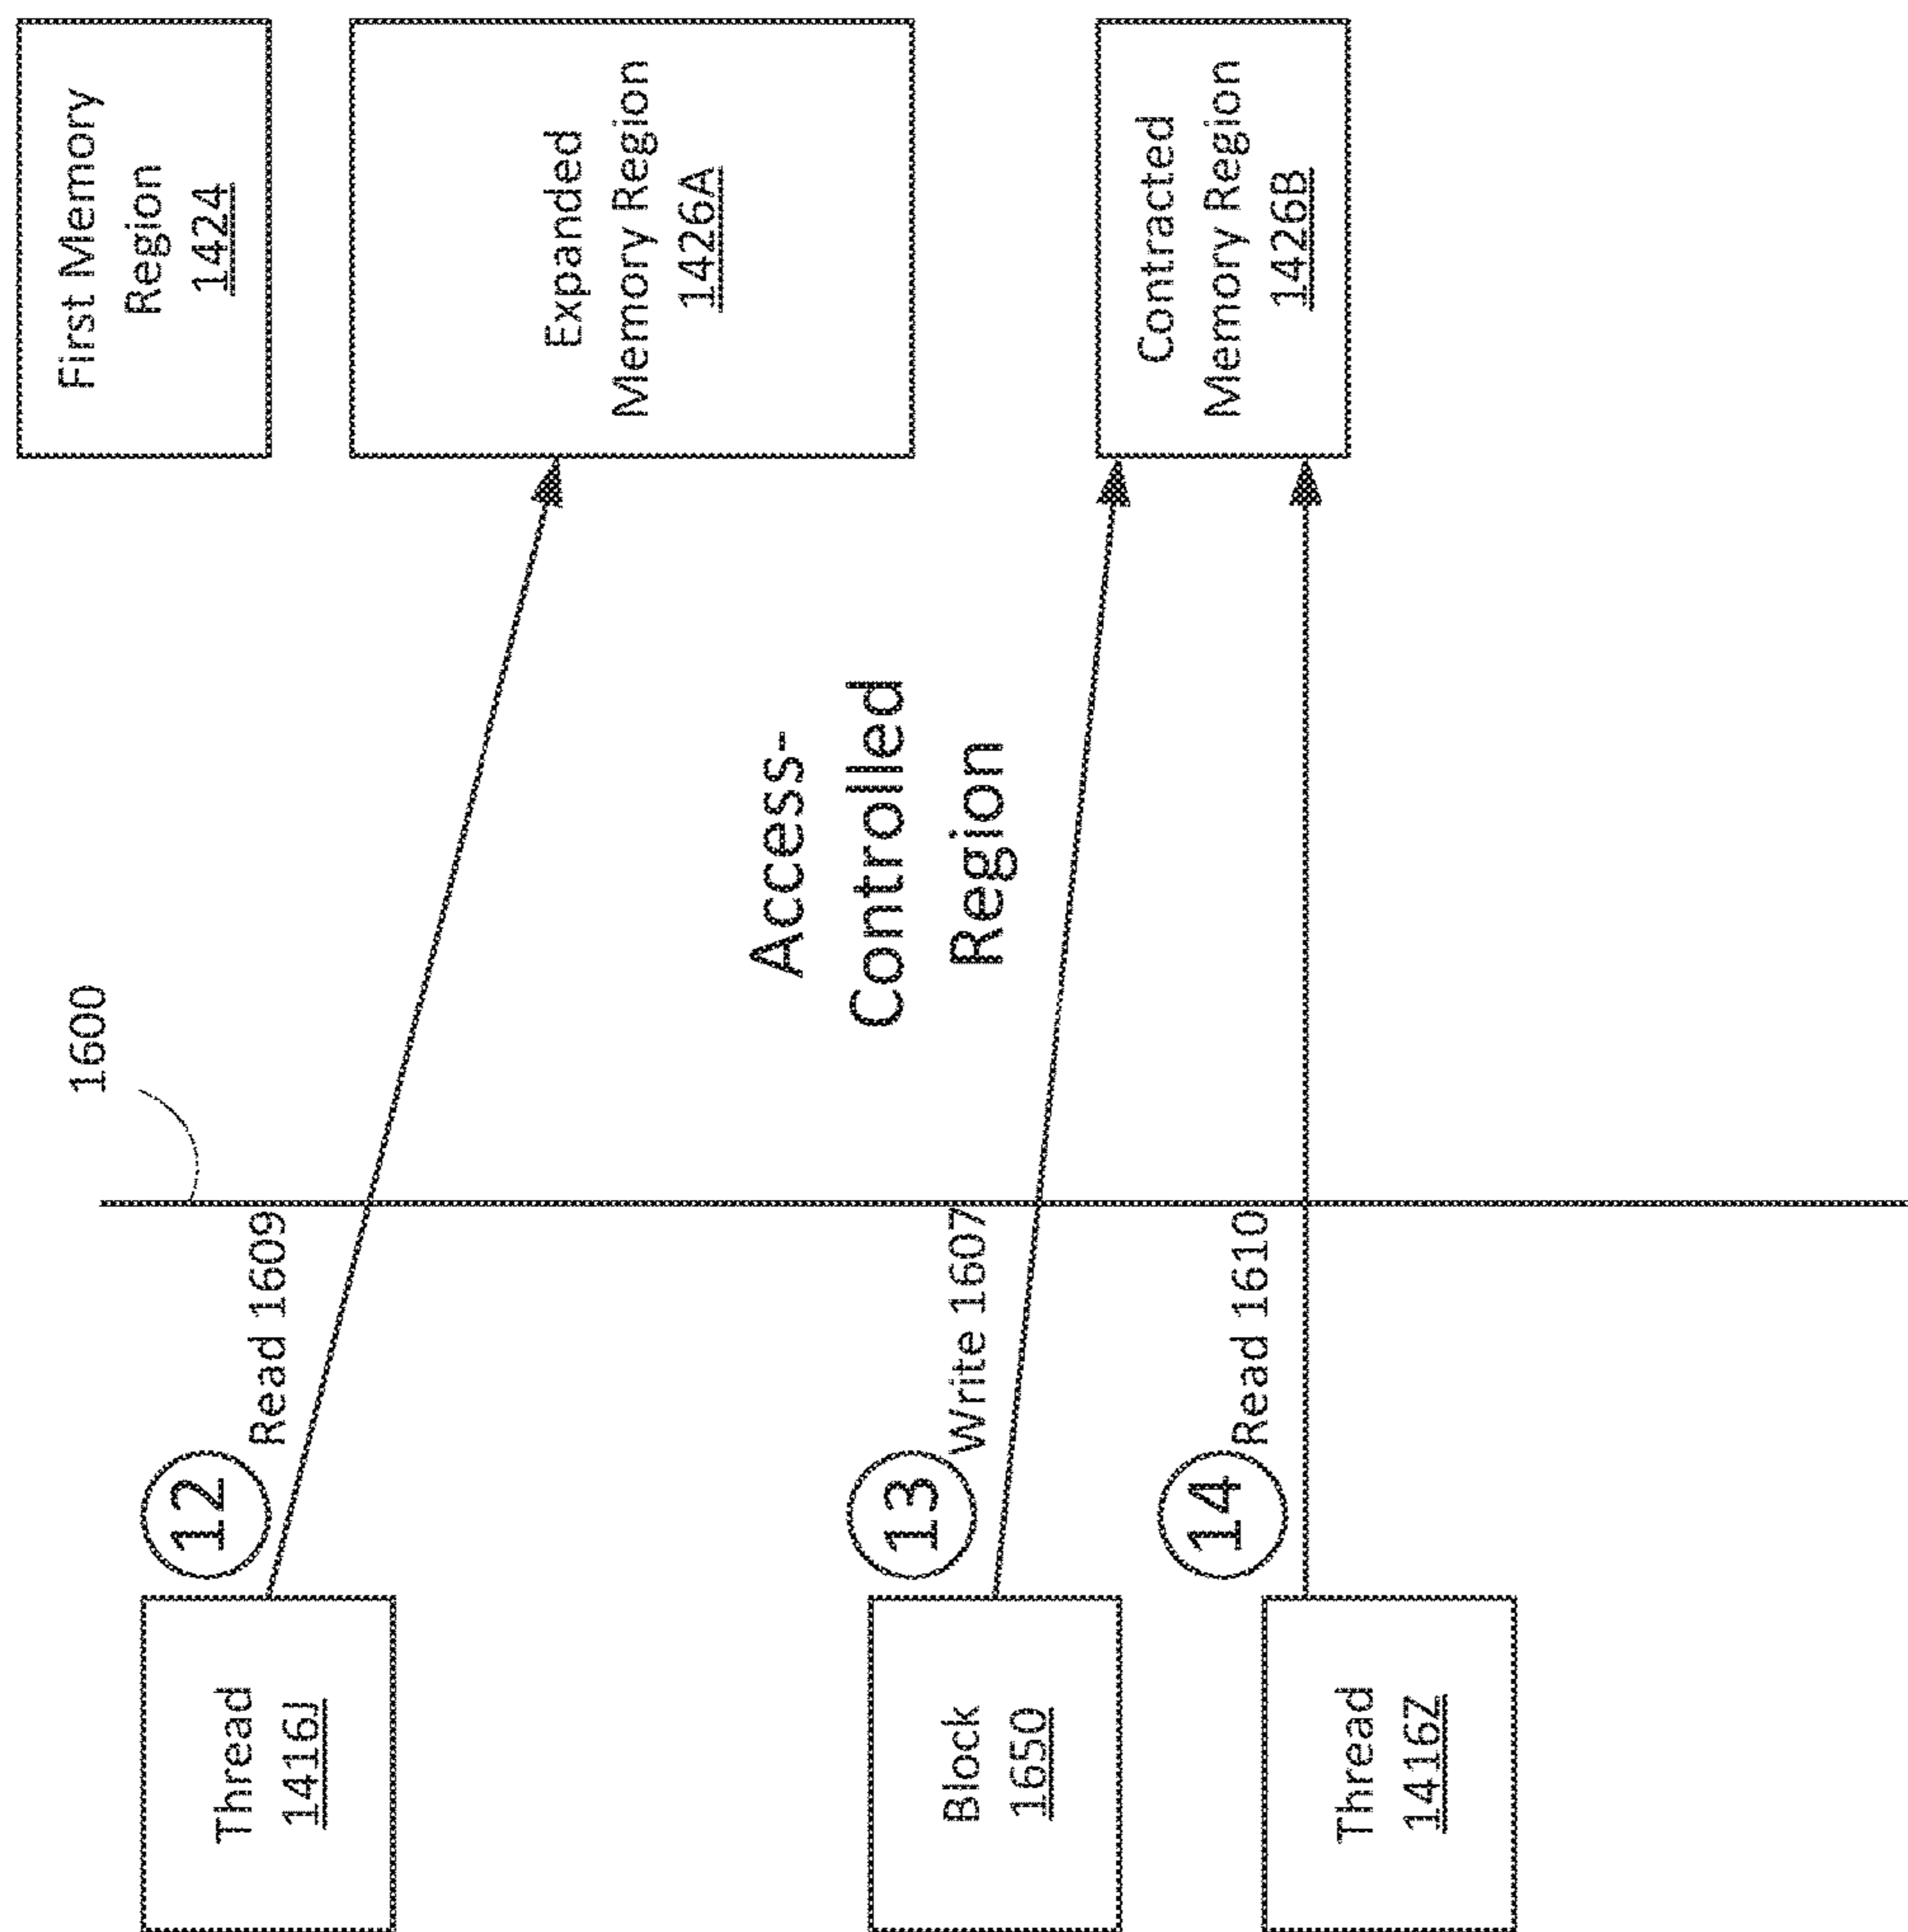 First Memory
Region
1424
1600
Thread
1416J
12
Read 1609
Expanded
Memory Region
1426A
Access-
Controlled
Region
Block
1650
13
Write 1607
Contracted
Memory Region
1426B
14
Read 1610
Thread
1416Z